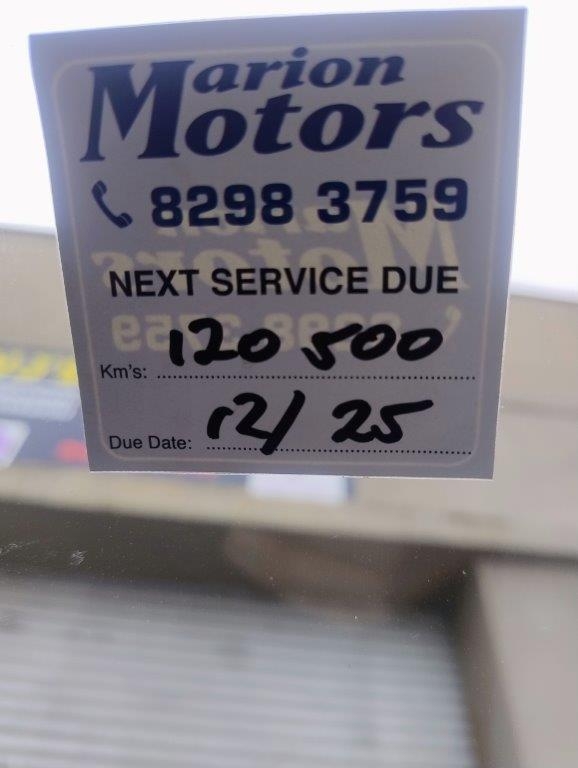 Marion
Motors
8298 3759
NEXT SERVICE DUE
Km's: 120 500
Due Date: 12/25